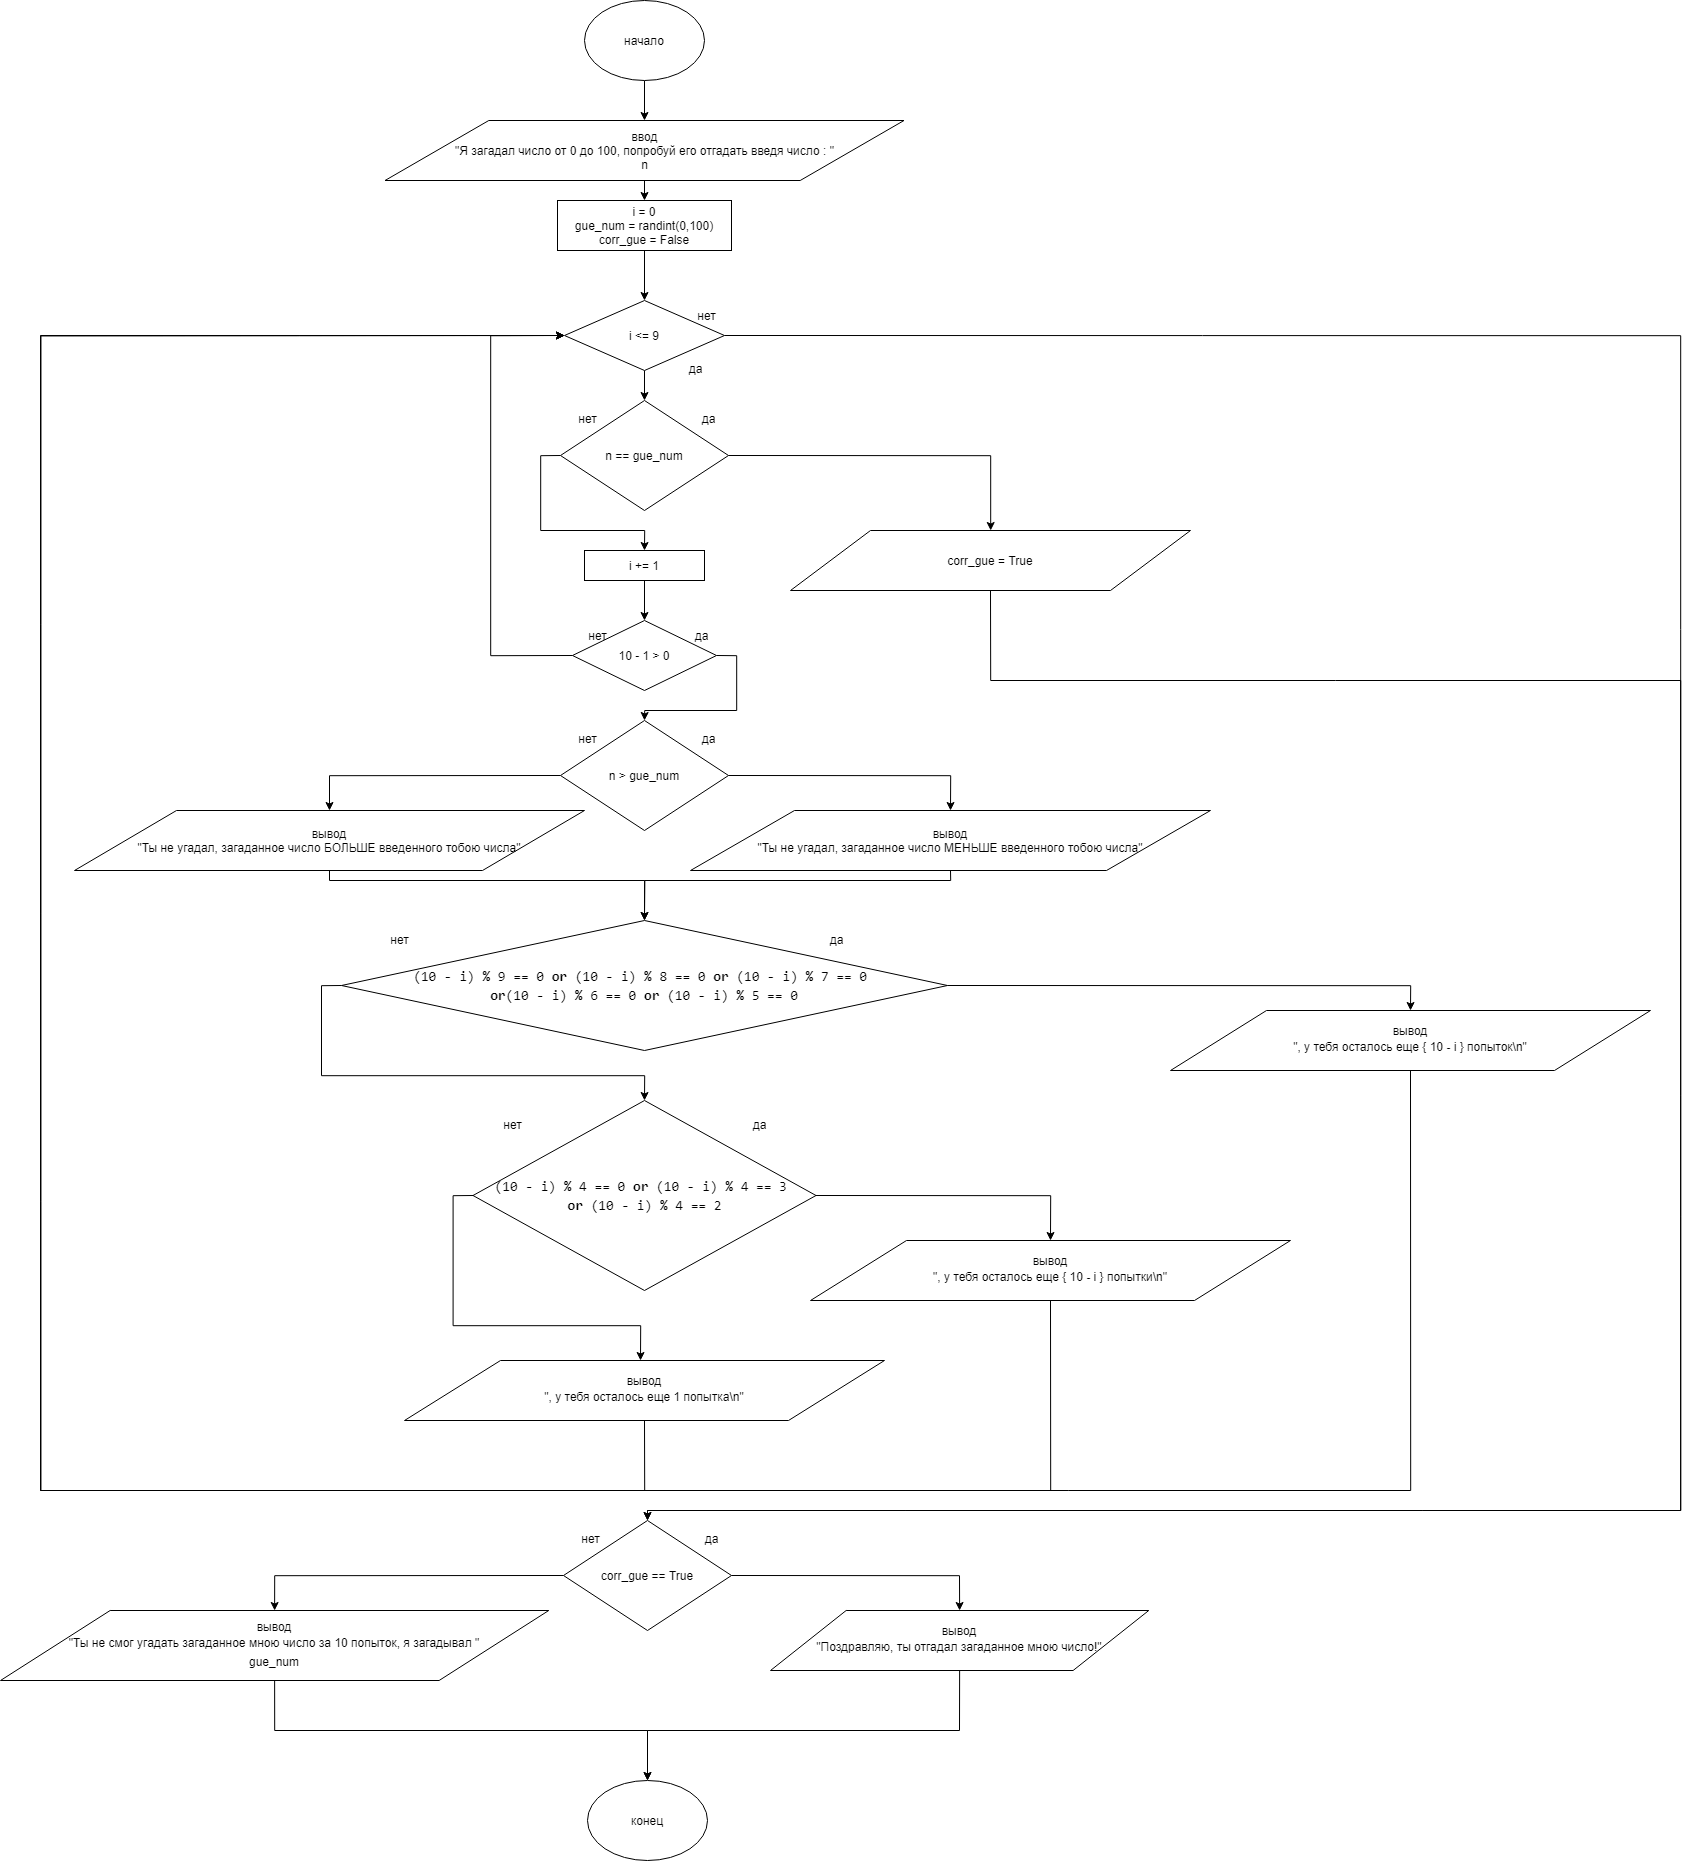 начало
ввод
"Я загадал число от 0 до 100, попробуй его отгадать введя число : "
n
i = 0
gue_num = randint(0,100)
corr_gue = False
нет
i <= 9
да
нет
да
n == gue_num
corr_gue = True
i += 1
нет
да
10 - 1 > 0
нет
да
n > gue_num
вывод
"Ты не угадал, загаданное число БОЛЬШЕ введенного тобою числа"
вывод
"Ты не угадал, загаданное число МЕНЬШЕ введенного тобою числа"
нет
да
(10 - i) % 9 == 0 or (10 - i) % 8 == 0 or (10 - i) % 7 == 0
or(10 - i) % 6 == 0 or (10 - i) % 5 == 0
вывод
", у тебя осталось еще { 10 - i } попыток\n"
нет
да
(10 - i) % 4 == 0 or (10 - i) % 4 == 3
or (10 - i) % 4 == 2
вывод
", у тебя осталось еще { 10 - i } попытки\n"
вывод
", у тебя осталось еще 1 попытка\n"
нет
да
corr_gue == True
вывод
"Ты не смог угадать загаданное мною число за 10 попыток, я загадывал "
gue_num
вывод
"Поздравляю, ты отгадал загаданное мною число!"
конец